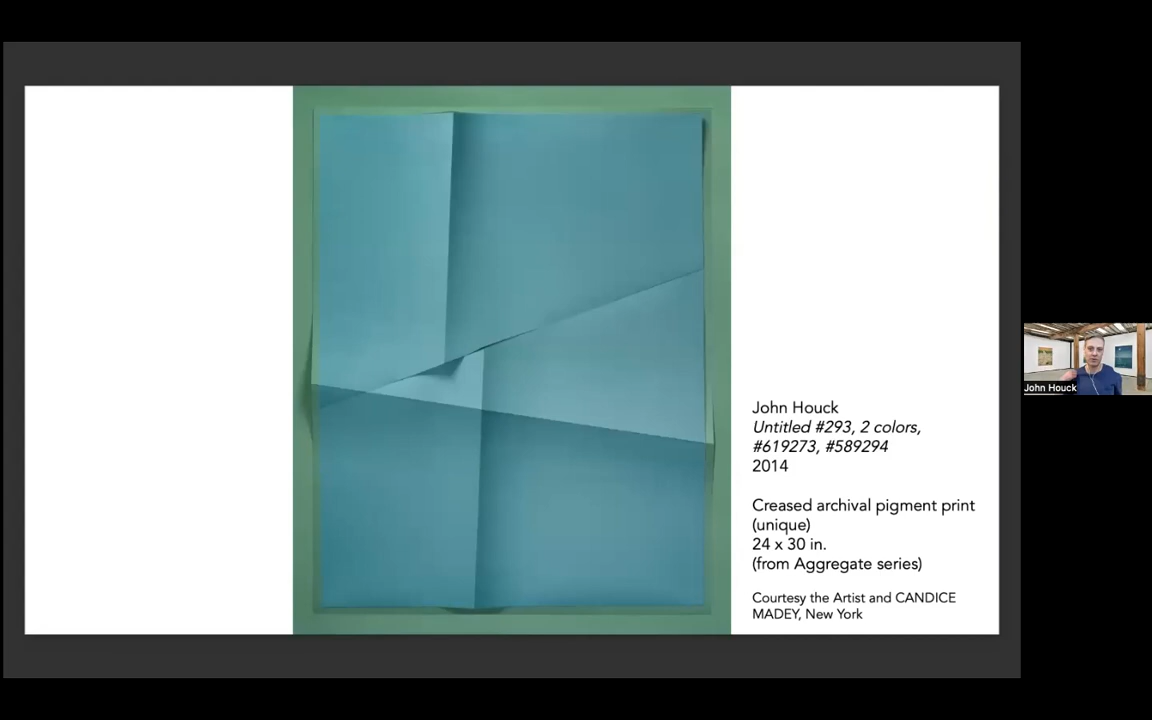 John Houck
Untitled #293, 2 colors,
#619273, #589294
2014
Creased archival pigment print
(unique)
24 x 30 in.
(from Aggregate series)
Courtesy the Artist and CANDICE
MADEY, New York
John Houck